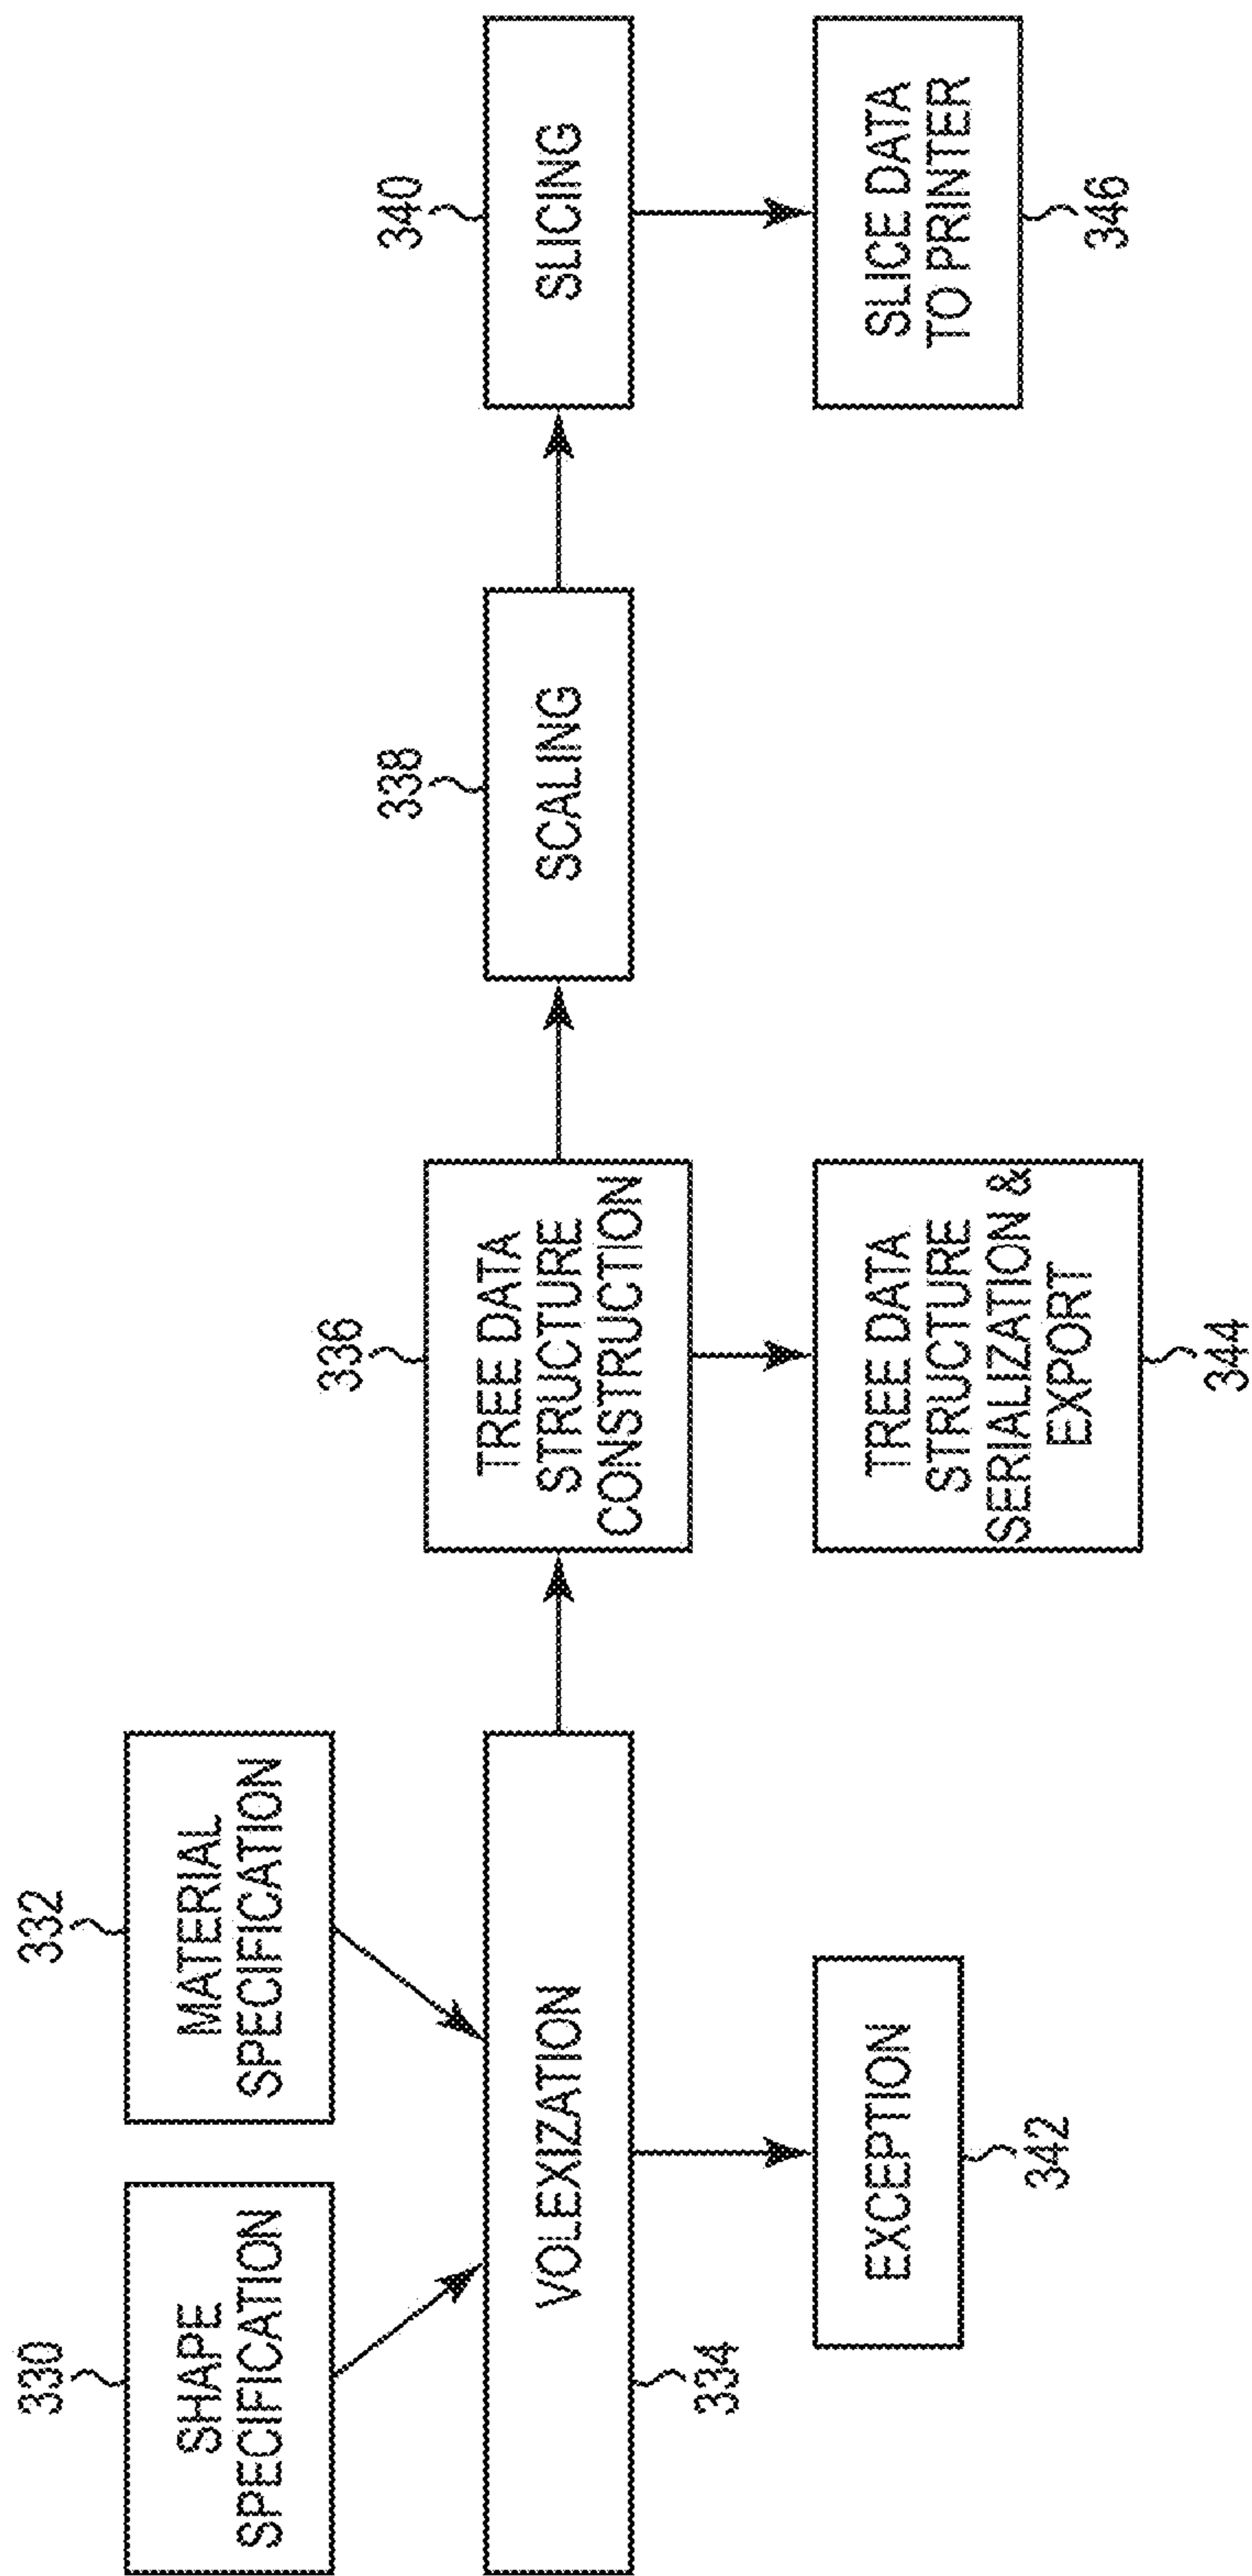 330
SHAPE
SPECIFICATION
332
MATERIAL
SPECIFICATION
VOLEXIZATION
334
EXCEPTION
342
336
TREE DATA
STRUCTURE
CONSTRUCTION
TREE DATA
STRUCTURE
SERIALIZATION &
EXPORT
344
338
SCALING
340
SLICING
SLICE DATA
TO PRINTER
346